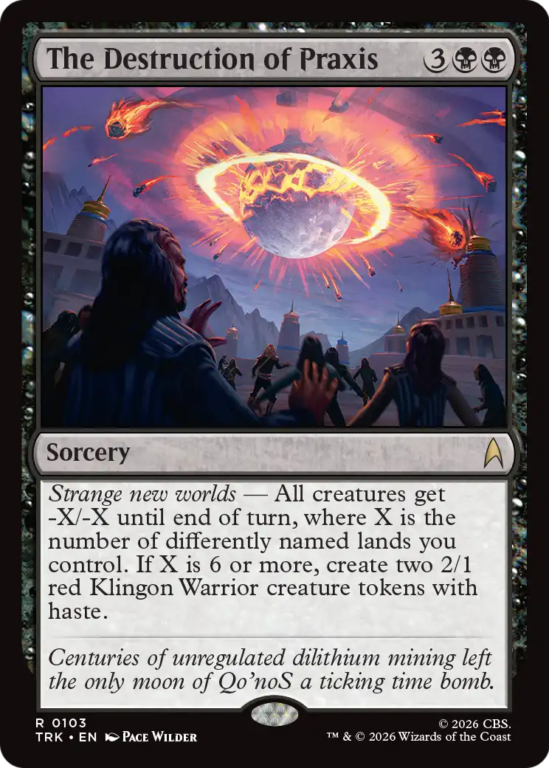 The Destruction of Praxis 3
Sorcery
Strange new worlds — All creatures get
-X/-X until end of turn, where X is the
number of differently named lands you
control. If X is 6 or more, create two 2/1
red Klingon Warrior creature tokens with
haste.
Centuries of unregulated dilithium mining left
the only moon of Qo'noS a ticking time bomb.
R 0103 © 2026 CBS.
TRK • EN Pace Wilder ™ & © 2026 Wizards of the Coast